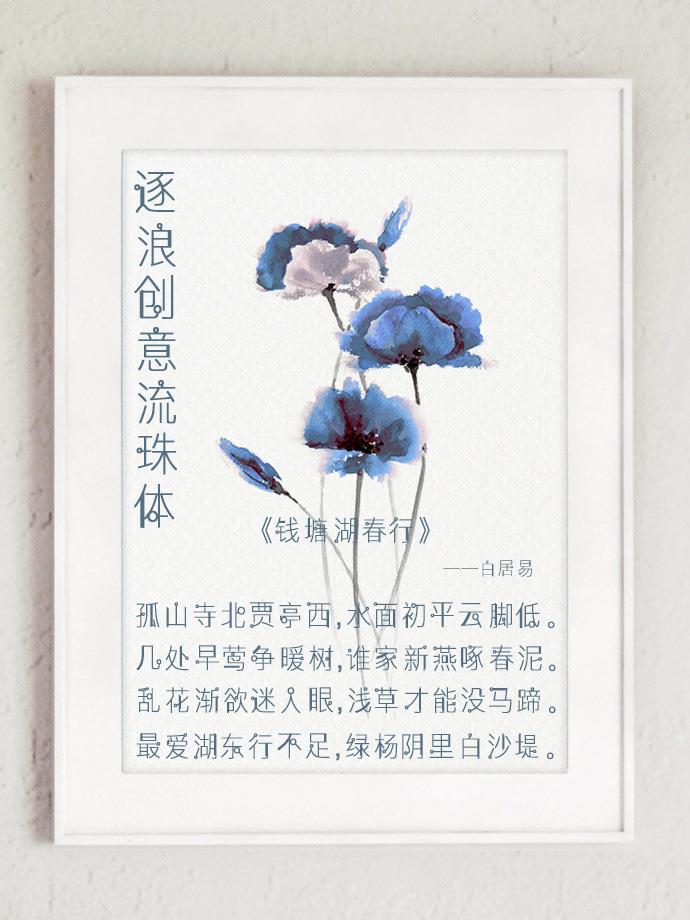 逐浪创意流珠体
《钱塘湖春行》
——白居易
孤山寺北贾亭西,水面初平云脚低。
几处早莺争暖树,谁家新燕啄春泥。
乱花渐欲迷人眼,浅草才能没马蹄。
最爱湖东行不足,绿杨阴里白沙堤。